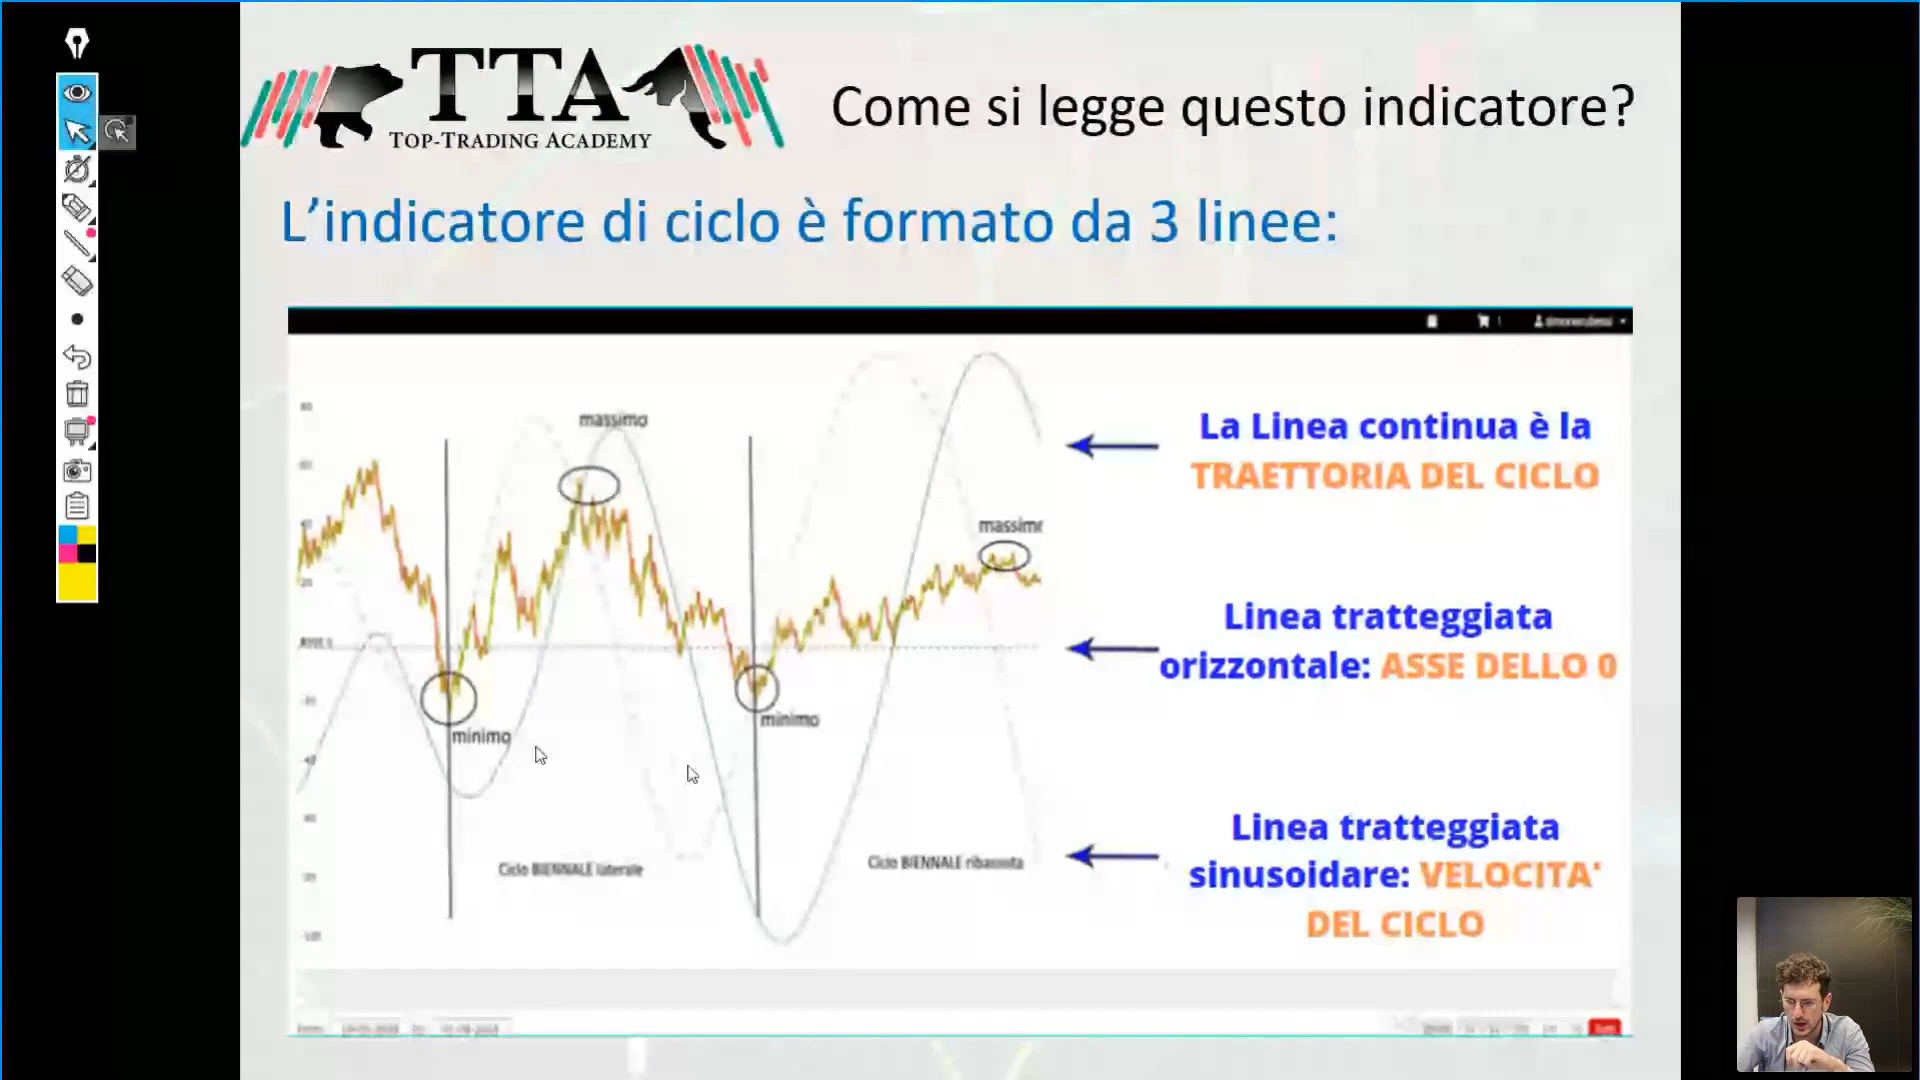 TTA
TOP-TRADING ACADEMY
Come si legge questo indicatore?
L’indicatore di ciclo è formato da 3 linee:
massimo
La Linea continua è la
TRAETTORIA DEL CICLO
massimo
Linea tratteggiata
orizzontale: ASSE DELLO 0
minimo
minimo
Linea tratteggiata
sinusoidare: VELOCITA'
DEL CICLO
Ciclo BIENNALE laterale
Ciclo BIENNALE ribassista